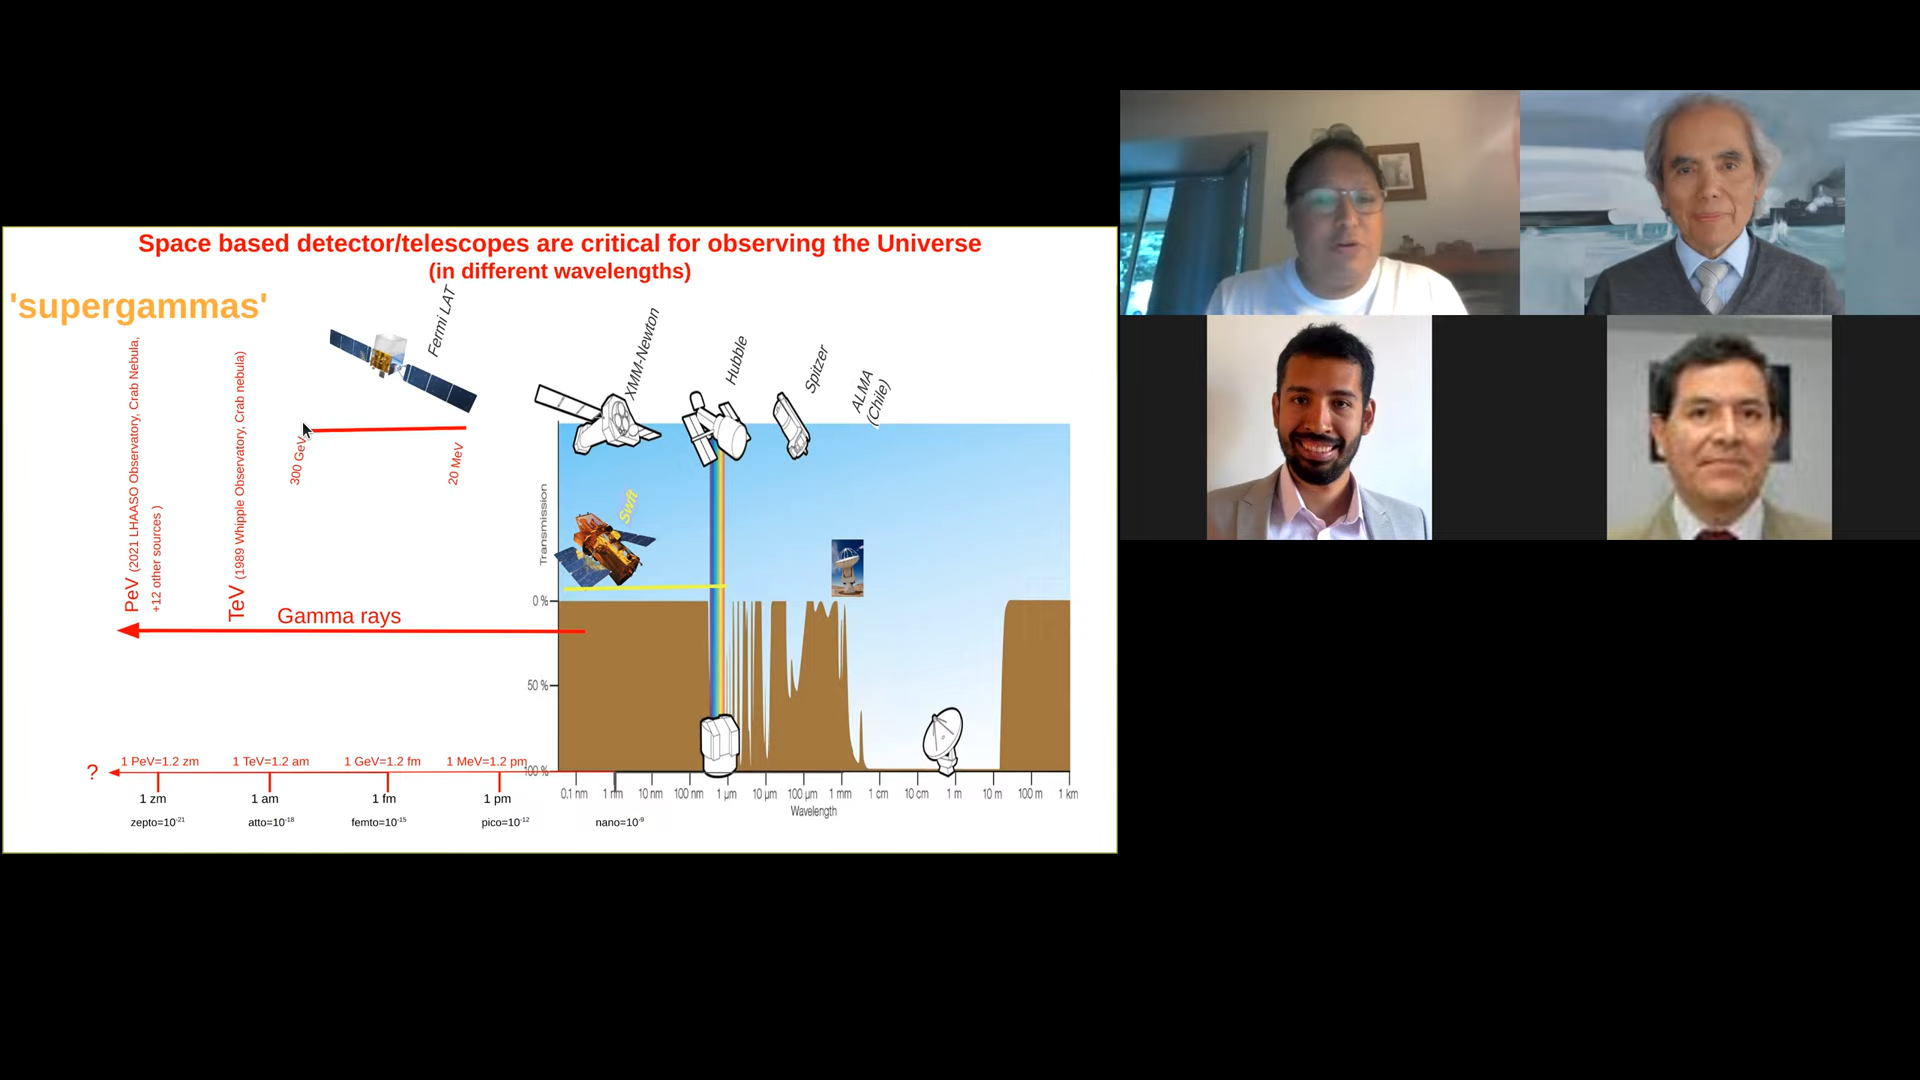 Space based detector/telescopes are critical for observing the Universe
(in different wavelengths)
'supergammas'
Fermi LAT
XMM-Newton
Hubble
Spitzer
ALMA
(Chile)
PeV (2021 LHAASO Observatory, Crab Nebula,
+12 other sources )
TeV (1989 Whipple Observatory, Crab nebula)
300 GeV
20 MeV
Swft
Transmission
0 %
50 %
100 %
Gamma rays
? 1 PeV=1.2 zm 1 TeV=1.2 am 1 GeV=1.2 fm 1 MeV=1.2 pm
1 zm 1 am 1 fm 1 pm
0.1 nm 1 nm 10 nm 100 nm 1 µm 10 µm 100 µm 1 mm 1 cm 10 cm 1 m 10 m 100 m 1 km
Wavelength
zepto=10-21 atto=10-18 femto=10-15 pico=10-12 nano=10-9